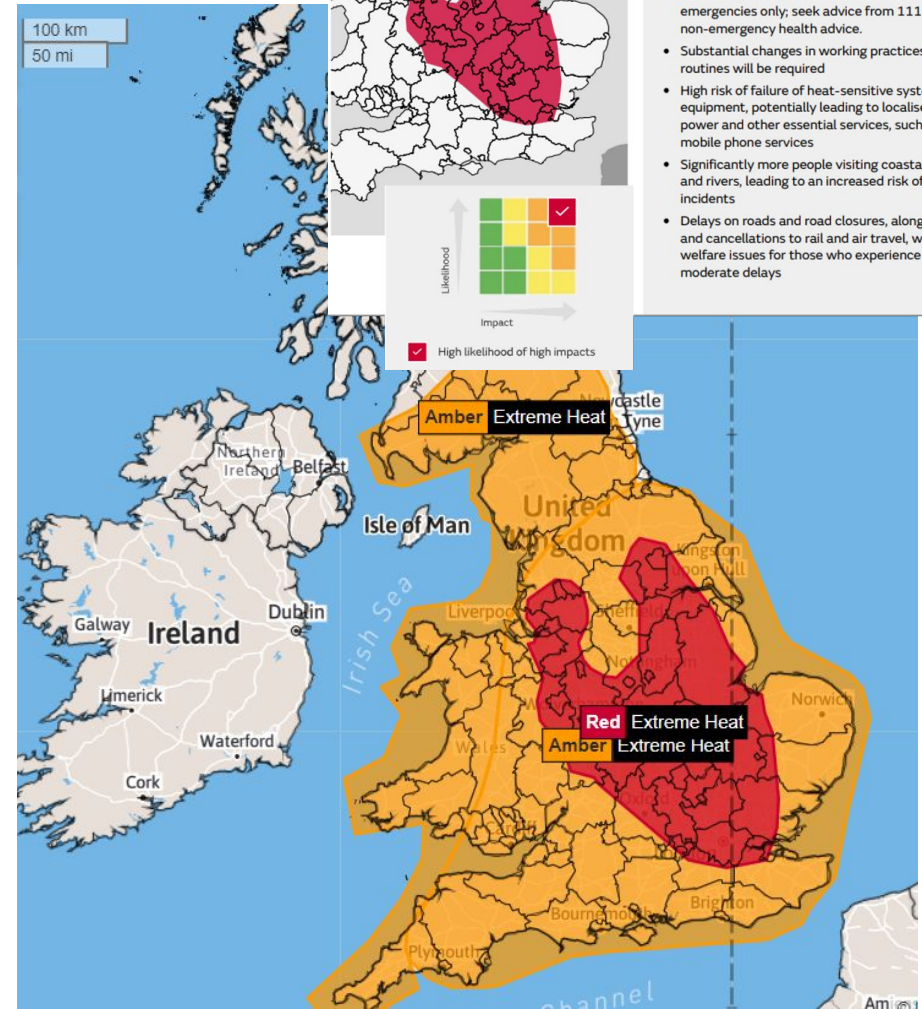 100 km
50 mi
emergencies only; seek advice from 111
non-emergency health advice.
• Substantial changes in working practices
routines will be required
• High risk of failure of heat-sensitive syst
equipment, potentially leading to localise
power and other essential services, such
mobile phone services
• Significantly more people visiting coasta
and rivers, leading to an increased risk of
incidents
• Delays on roads and road closures, along
and cancellations to rail and air travel, w
welfare issues for those who experience
moderate delays
Likelihood
Impact
High likelihood of high impacts
Amber Extreme Heat
castle
Tyne
Northern
Ireland
Belfast
United
Kingdom
Isle of Man
Kingston
upon Hull
Irish Sea
Liverpoo
Sheffield
Dublin
Galway
Ireland
Nottingham
Limerick
Norwich
Red Extreme Heat
Waterford
Amber Extreme Heat
Wales
Cork
Oxford
Cardiff
Brighton
Bournemouth
Plymouth
Channel
Am